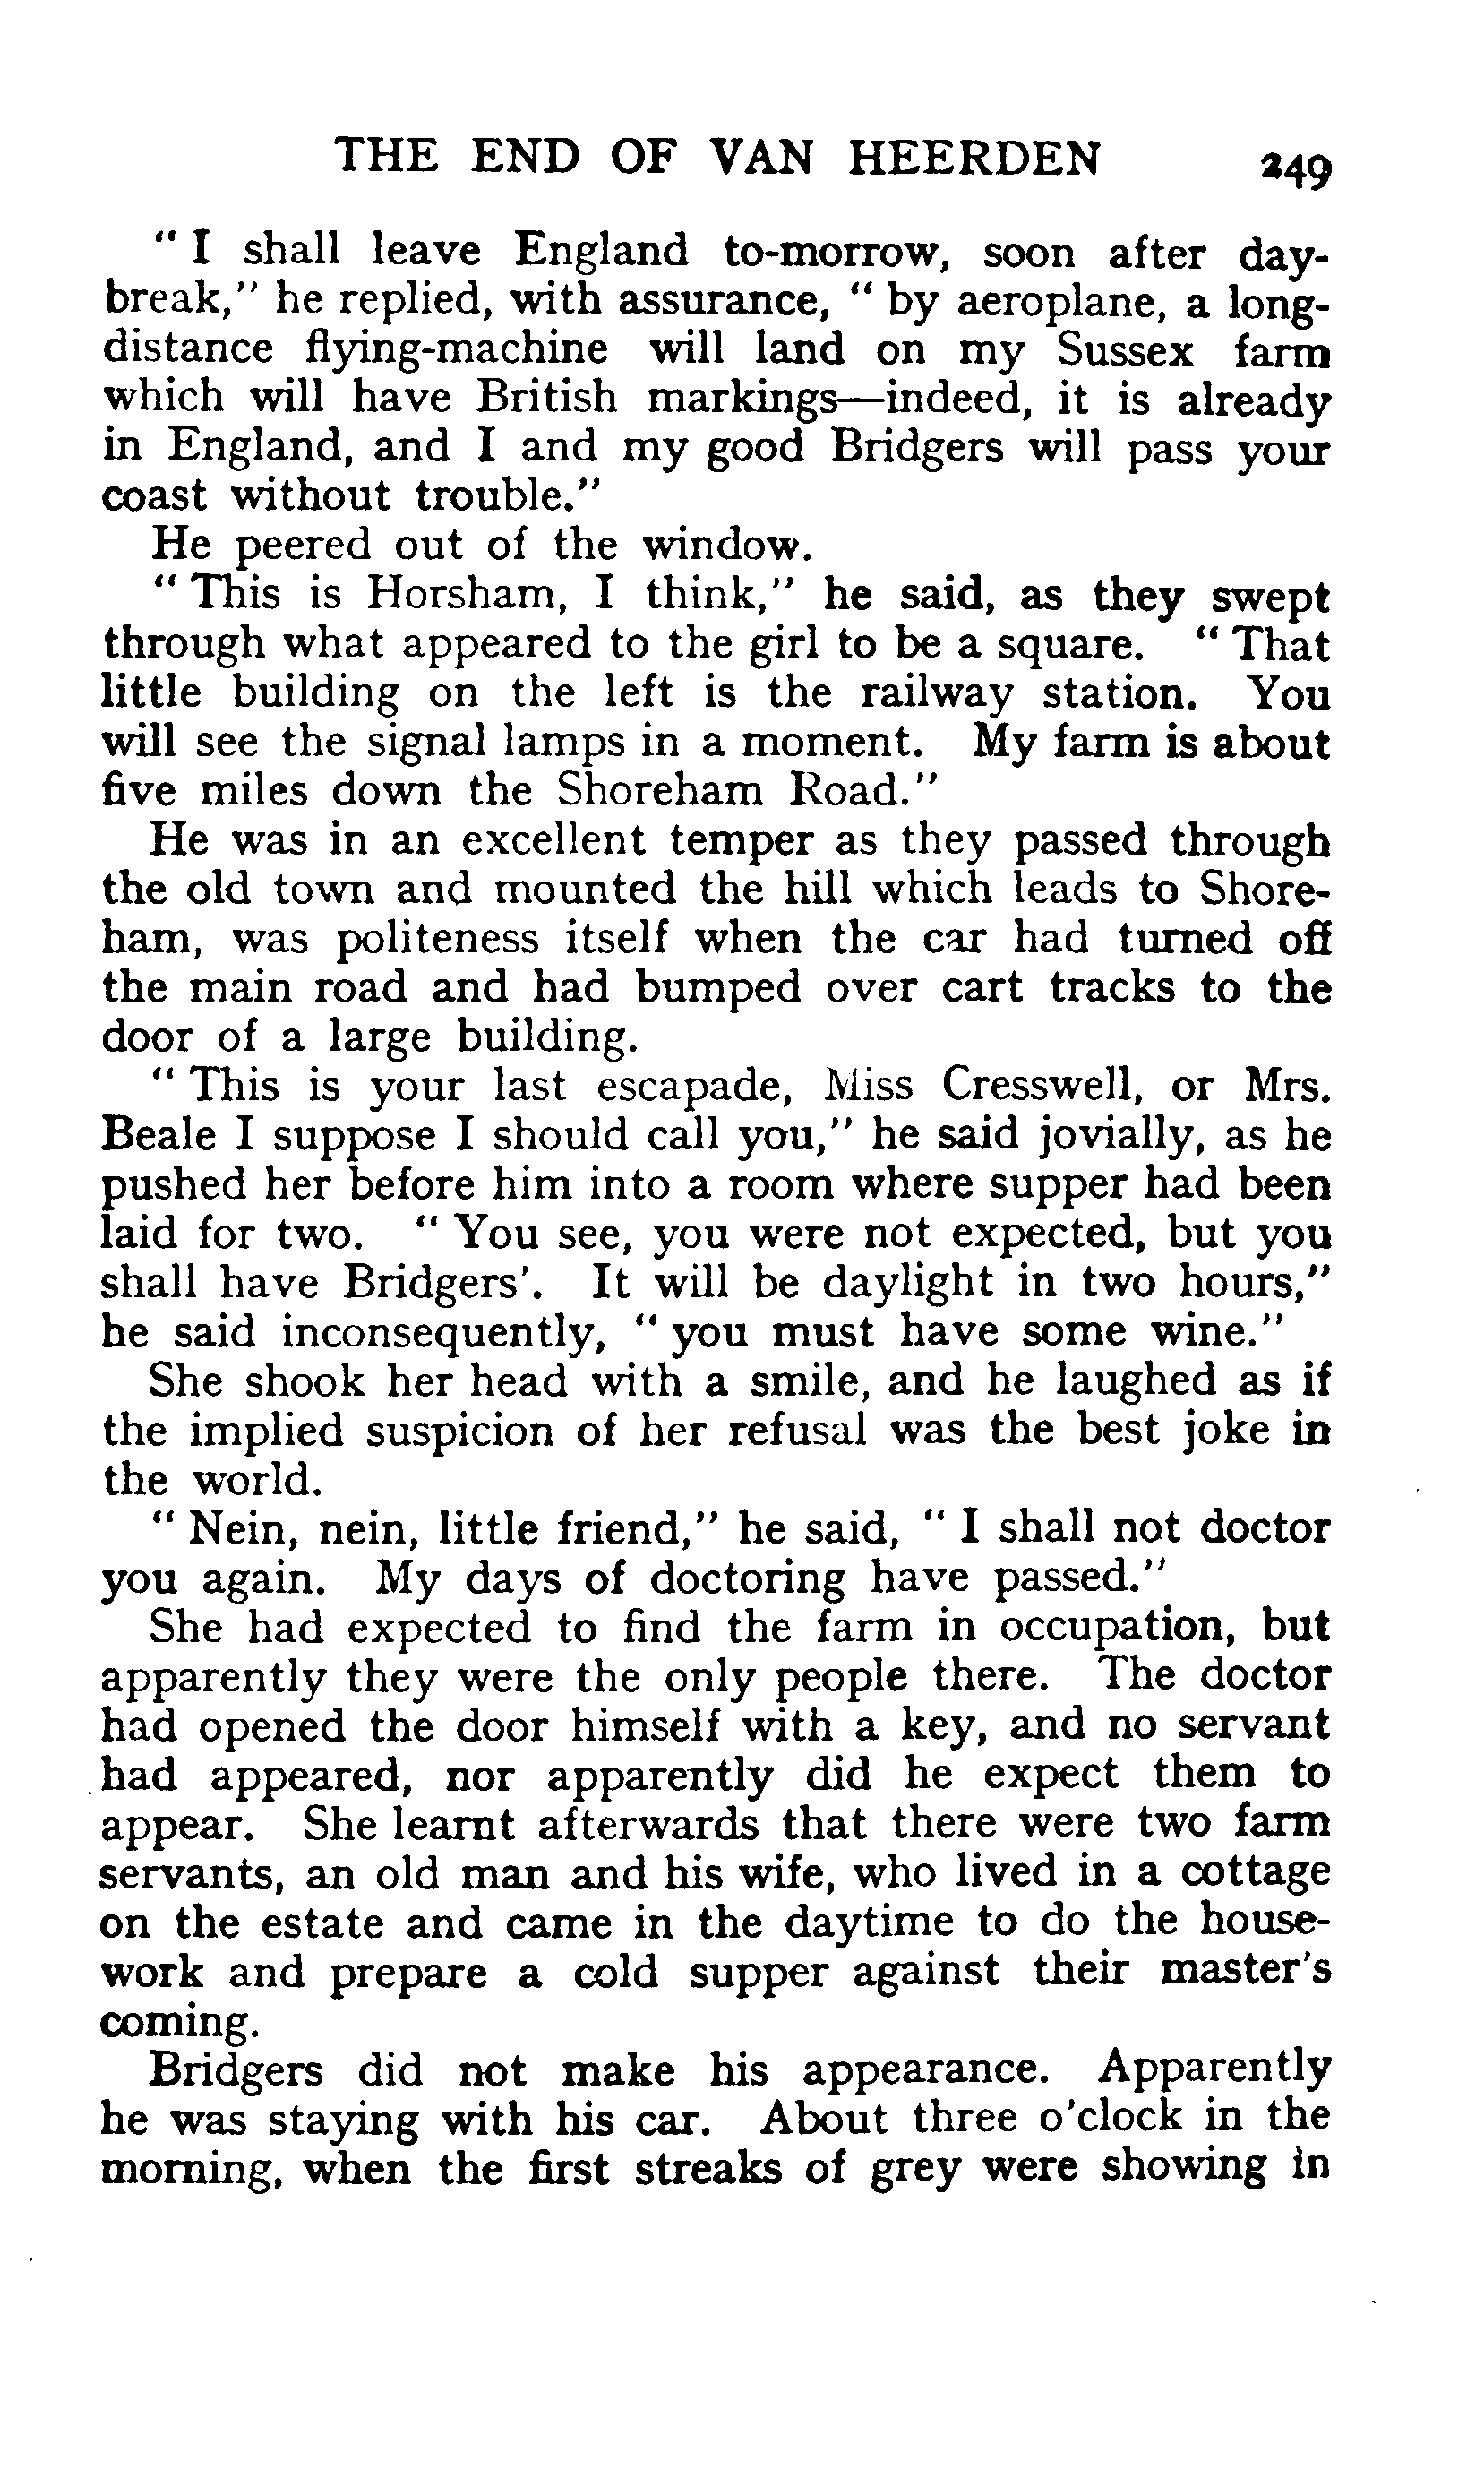 THE END OF VAN HEERDEN 249
" I shall leave England to-morrow, soon after day-
break," he replied, with assurance, " by aeroplane, a long-
distance flying-machine will land on my Sussex farm
which will have British markings—indeed, it is already
in England, and I and my good Bridgers will pass your
coast without trouble."
He peered out of the window.
" This is Horsham, I think," he said, as they swept
through what appeared to the girl to be a square. " That
little building on the left is the railway station. You
will see the signal lamps in a moment. My farm is about
five miles down the Shoreham Road."
He was in an excellent temper as they passed through
the old town and mounted the hill which leads to Shore-
ham, was politeness itself when the car had turned off
the main road and had bumped over cart tracks to the
door of a large building.
" This is your last escapade, Miss Cresswell, or Mrs.
Beale I suppose I should call you," he said jovially, as he
pushed her before him into a room where supper had been
laid for two. " You see, you were not expected, but you
shall have Bridgers'. It will be daylight in two hours,"
he said inconsequently, " you must have some wine."
She shook her head with a smile, and he laughed as if
the implied suspicion of her refusal was the best joke in
the world.
" Nein, nein, little friend," he said, " I shall not doctor
you again. My days of doctoring have passed."
She had expected to find the farm in occupation, but
apparently they were the only people there. The doctor
had opened the door himself with a key, and no servant
had appeared, nor apparently did he expect them to
appear. She learnt afterwards that there were two farm
servants, an old man and his wife, who lived in a cottage
on the estate and came in the daytime to do the house-
work and prepare a cold supper against their master's
coming.
Bridgers did not make his appearance. Apparently
he was staying with his car. About three o'clock in the
morning, when the first streaks of grey were showing in